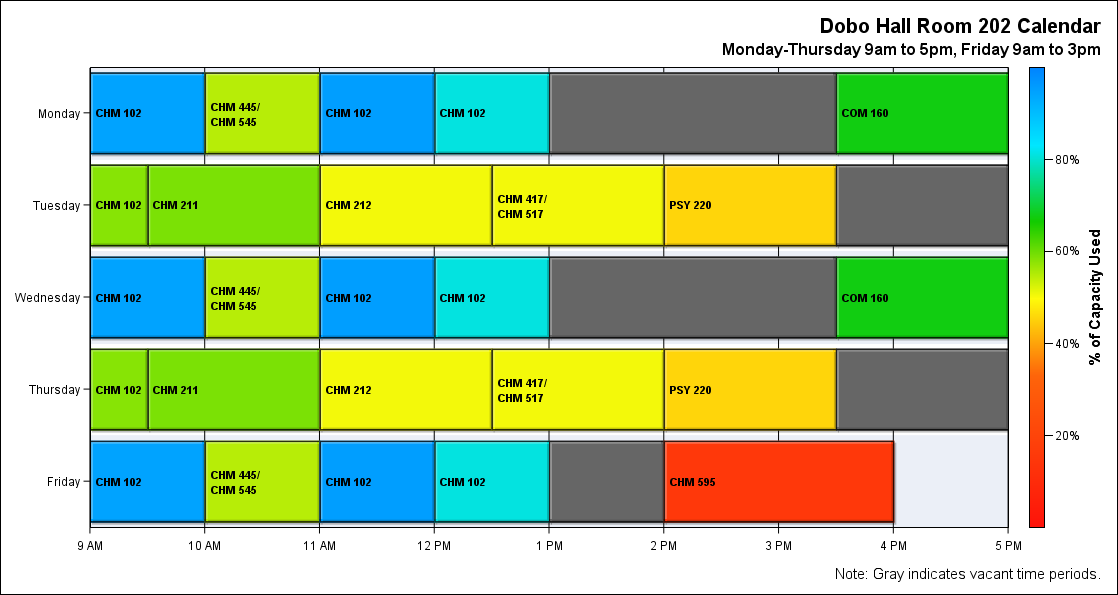 Dobo Hall Room 202 Calendar
Monday-Thursday 9am to 5pm, Friday 9am to 3pm
Monday
CHM 102
CHM 445/
CHM 545
CHM 102
CHM 102
COM 160
Tuesday
CHM 102
CHM 211
CHM 212
CHM 417/
CHM 517
PSY 220
Wednesday
CHM 102
CHM 445/
CHM 545
CHM 102
CHM 102
COM 160
Thursday
CHM 102
CHM 211
CHM 212
CHM 417/
CHM 517
PSY 220
Friday
CHM 102
CHM 445/
CHM 545
CHM 102
CHM 102
CHM 595
9 AM
10 AM
11 AM
12 PM
1 PM
2 PM
3 PM
4 PM
5 PM
80%
60%
40%
20%
% of Capacity Used
Note: Gray indicates vacant time periods.